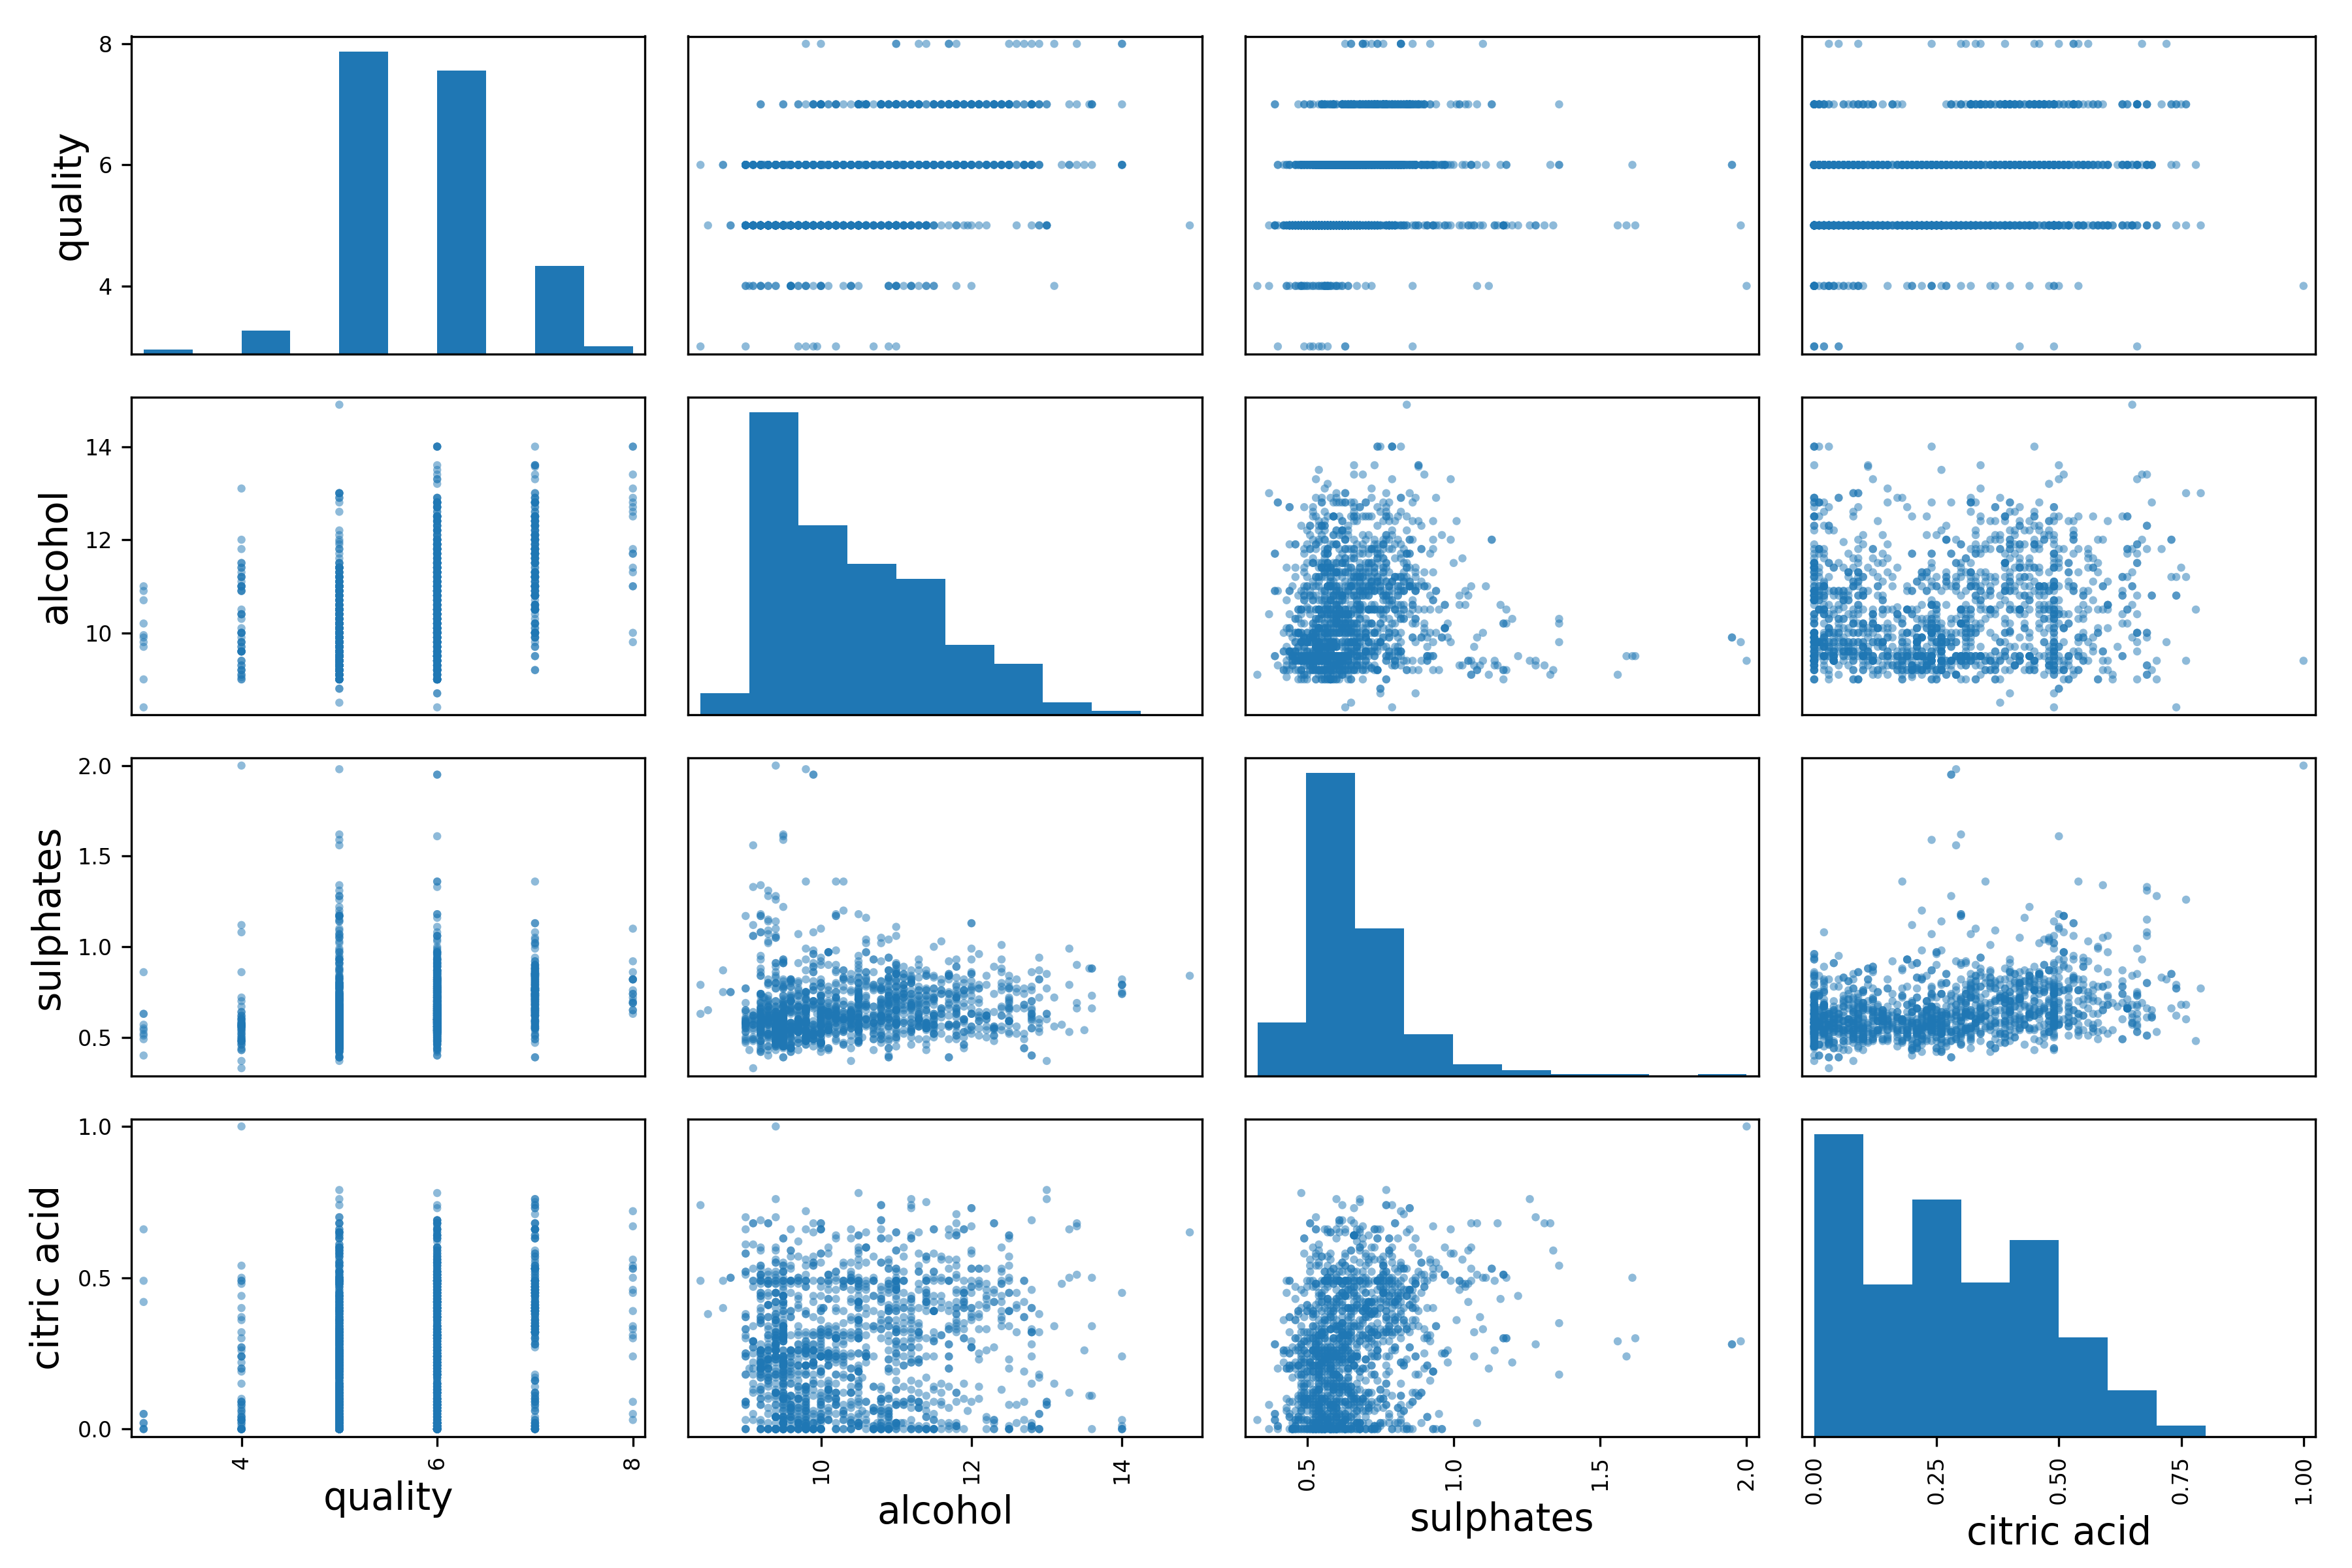 8
6
4
quality
14
12
10
alcohol
2.0
1.5
1.0
0.5
sulphates
1.0
0.5
0.0
citric acid
4 6 8
quality
10 12 14
alcohol
0.5 1.0 1.5 2.0
sulphates
0.00 0.25 0.50 0.75 1.00
citric acid